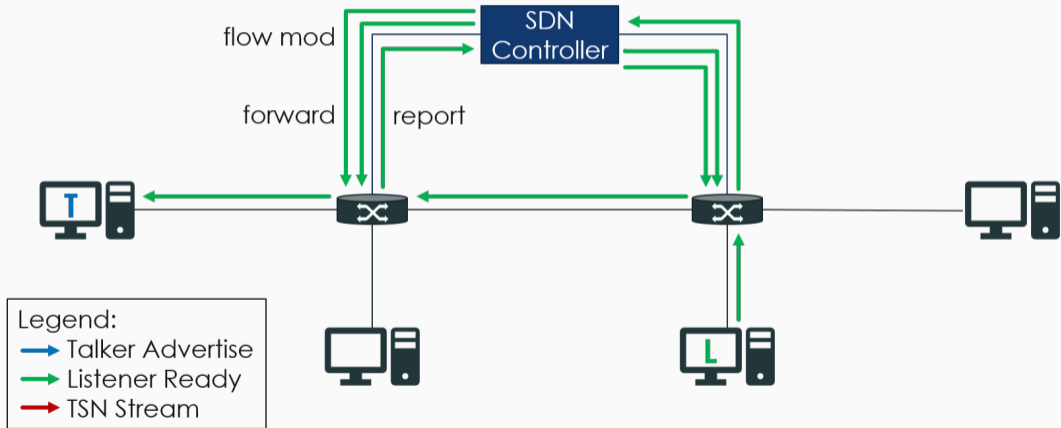 SDN
Controller
flow mod
forward
report
T
L
Legend:
Talker Advertise
Listener Ready
TSN Stream